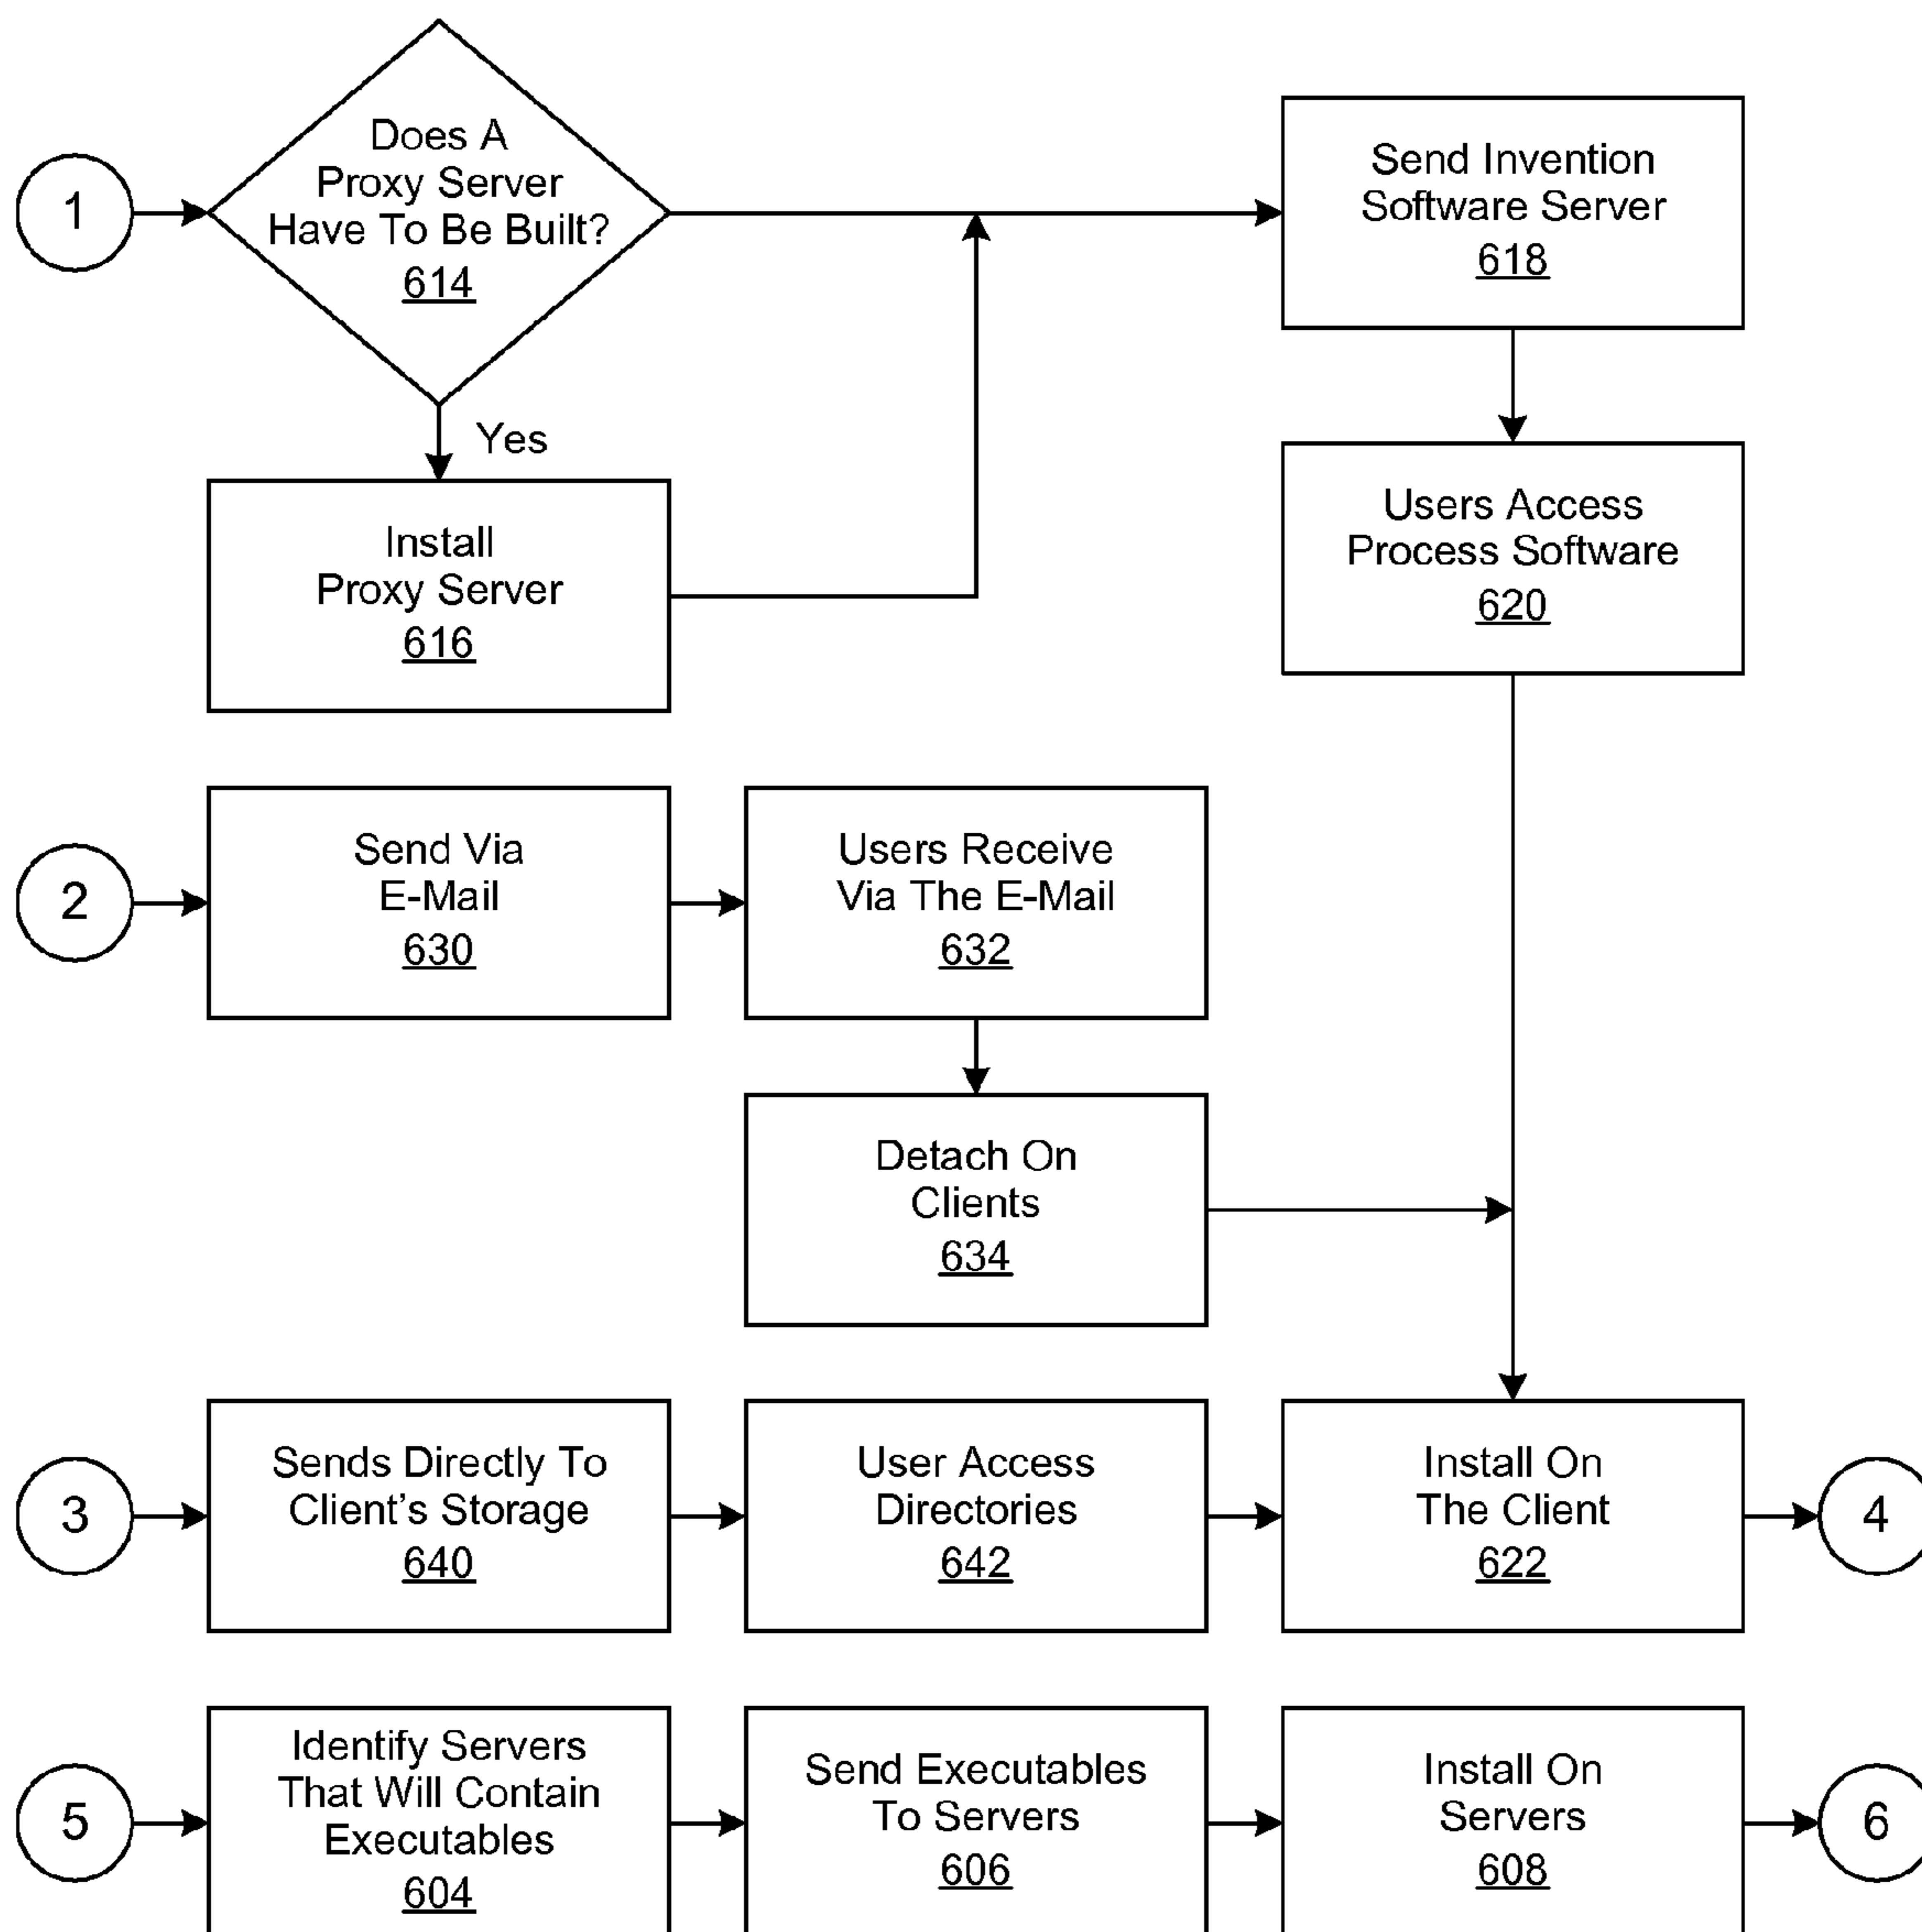 1
Does A
Proxy Server
Have To Be Built?
614
Yes
Install
Proxy Server
616
Send Invention
Software Server
618
Users Access
Process Software
620
2
Send Via
E-Mail
630
Users Receive
Via The E-Mail
632
Detach On
Clients
634
3
Sends Directly To
Client's Storage
640
User Access
Directories
642
Install On
The Client
622
4
5
Identify Servers
That Will Contain
Executables
604
Send Executables
To Servers
606
Install On
Servers
608
6